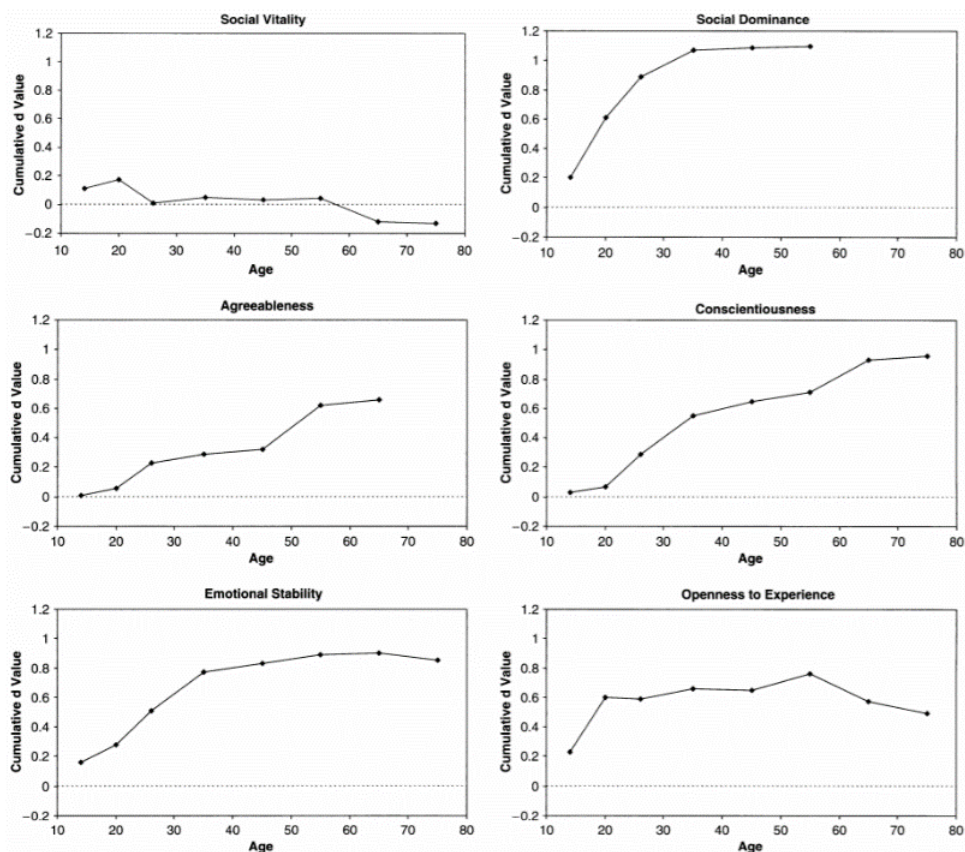 Social Vitality
Cumulative d Value
1.2
1
0.8
0.6
0.4
0.2
0
−0.2
10 20 30 40 50 60 70 80
Age
Social Dominance
Cumulative d Value
1.2
1
0.8
0.6
0.4
0.2
0
−0.2
10 20 30 40 50 60 70 80
Age
Agreeableness
Cumulative d Value
1.2
1
0.8
0.6
0.4
0.2
0
−0.2
10 20 30 40 50 60 70 80
Age
Conscientiousness
Cumulative d Value
1.2
1
0.8
0.6
0.4
0.2
0
−0.2
10 20 30 40 50 60 70 80
Age
Emotional Stability
Cumulative d Value
1.2
1
0.8
0.6
0.4
0.2
0
−0.2
10 20 30 40 50 60 70 80
Age
Openness to Experience
Cumulative d Value
1.2
1
0.8
0.6
0.4
0.2
0
−0.2
10 20 30 40 50 60 70 80
Age